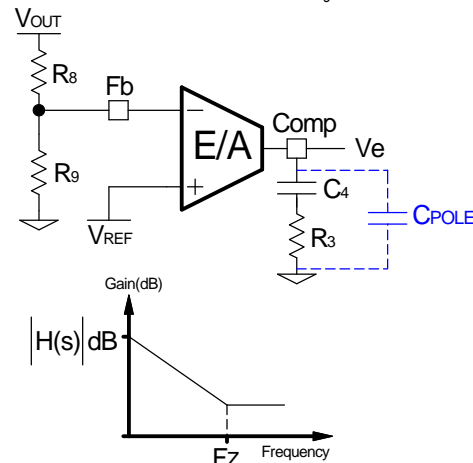 VOUT
R8
Fb
R9
VREF
E/A
Comp
Ve
C4
R3
CPOLE
Gain(dB)
|H(s)| dB
FZ
Frequency